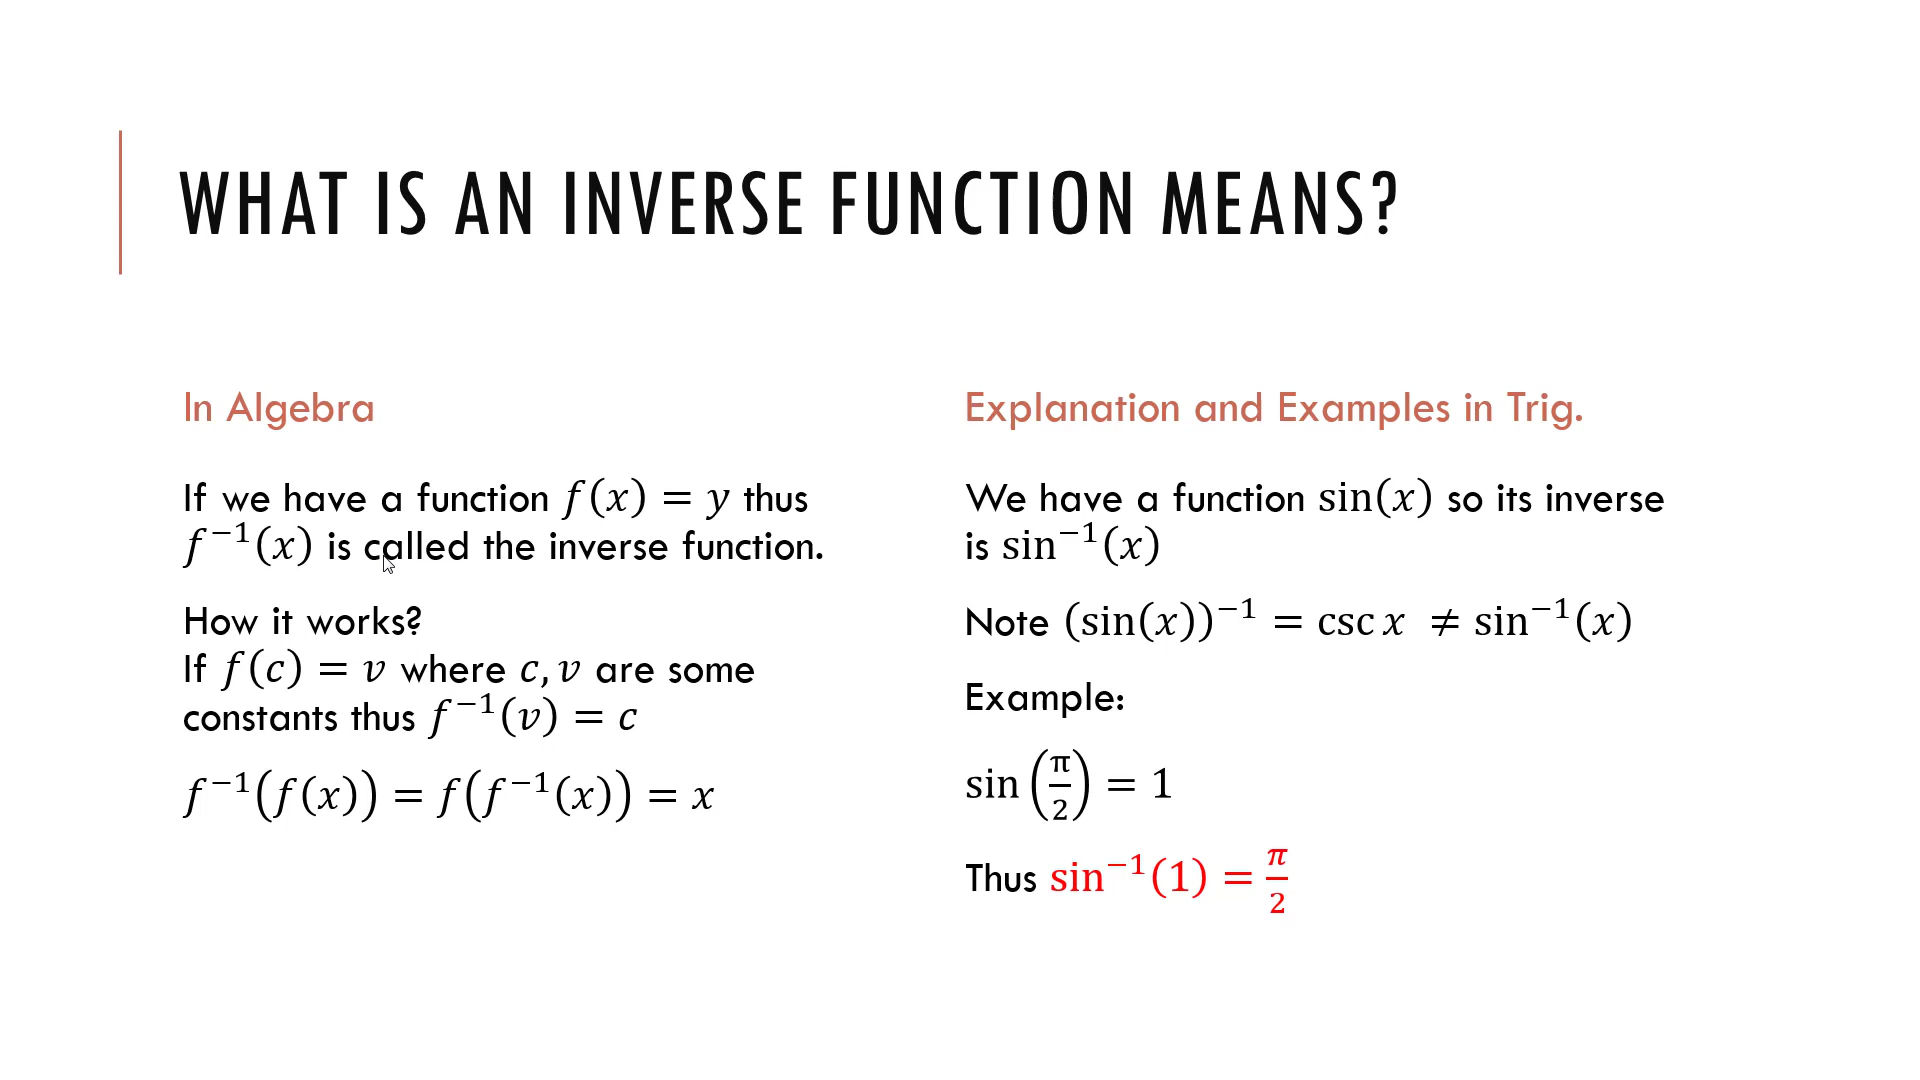 WHAT IS AN INVERSE FUNCTION MEANS?
In Algebra
If we have a function f(x) = y thus
f⁻¹(x) is called the inverse function.
How it works?
If f(c) = v where c, v are some
constants thus f⁻¹(v) = c
f⁻¹(f(x)) = f(f⁻¹(x)) = x
Explanation and Examples in Trig.
We have a function sin(x) so its inverse
is sin⁻¹(x)
Note (sin(x))⁻¹ = csc x ≠ sin⁻¹(x)
Example:
sin(π/2) = 1
Thus sin⁻¹(1) = π/2